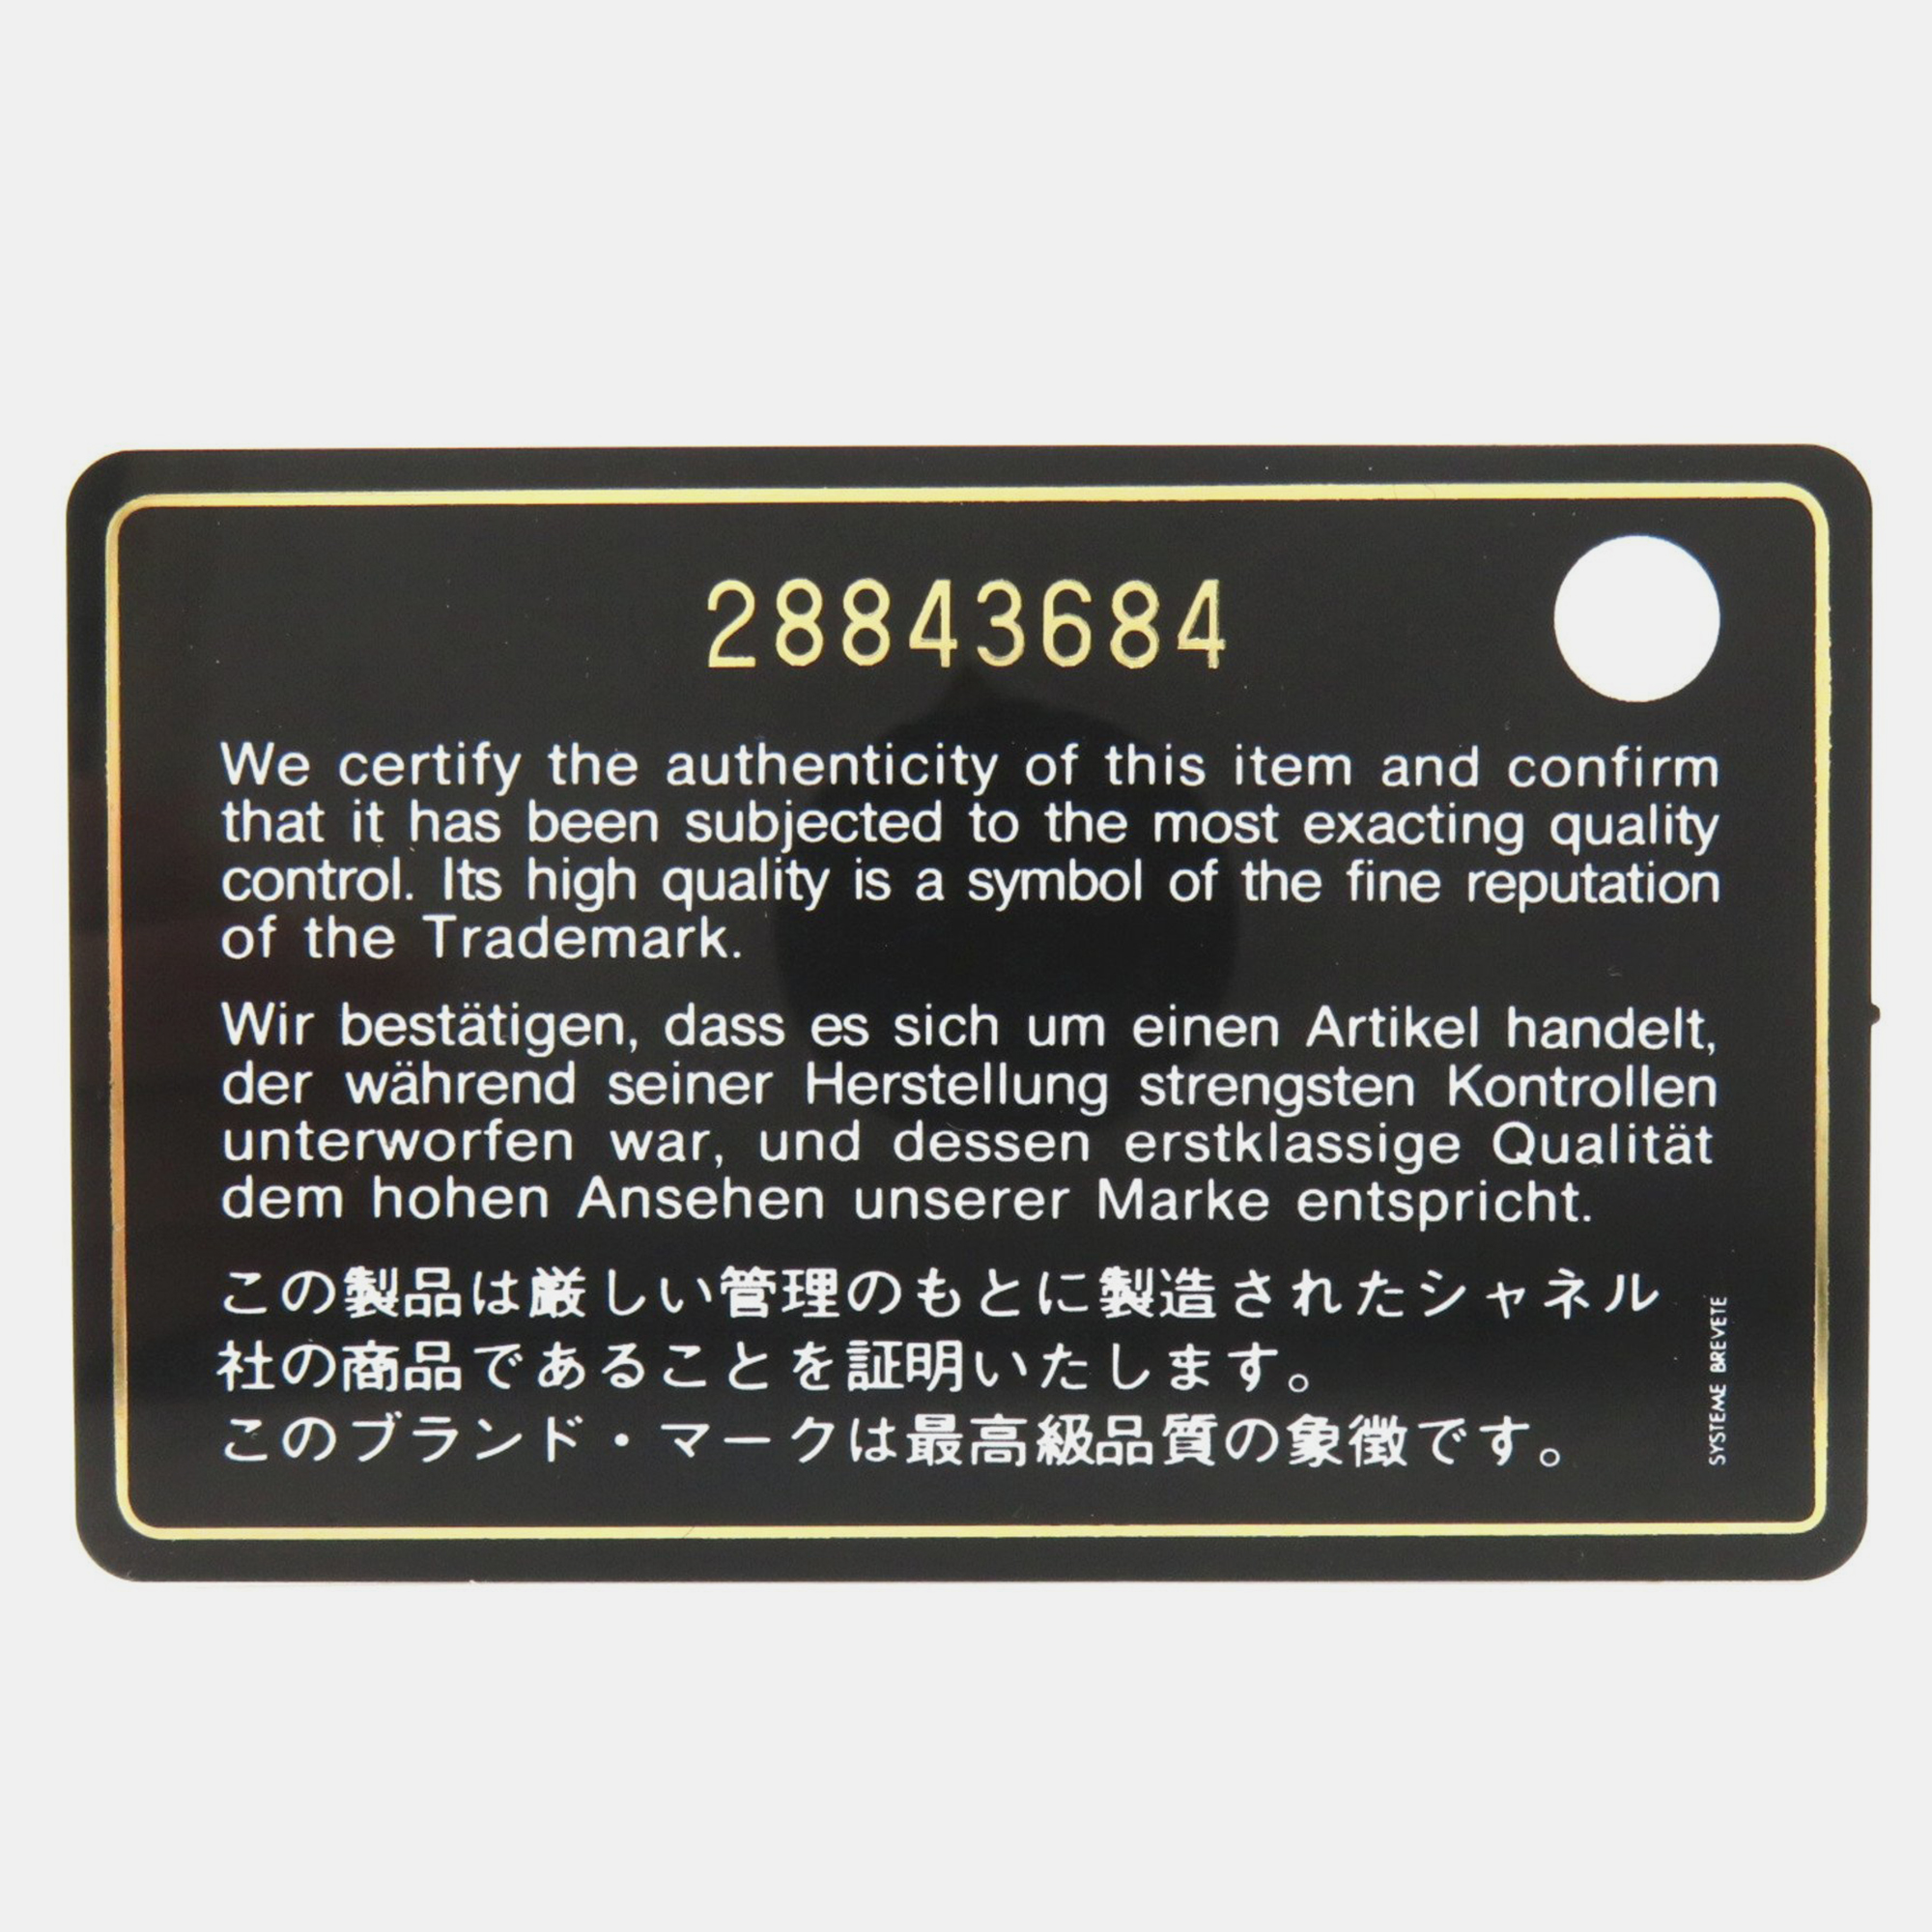 28843684
We certify the authenticity of this item and confirm
that it has been subjected to the most exacting quality
control. Its high quality is a symbol of the fine reputation
of the Trademark.
Wir bestätigen, dass es sich um einen Artikel handelt,
der während seiner Herstellung strengsten Kontrollen
unterworfen war, und dessen erstklassige Qualität
dem hohen Ansehen unserer Marke entspricht.
この製品は厳しい管理のもとに製造されたシャネル
社の商品であることを証明いたします。
このブランド・マークは最高級品質の象徴です。
SYSTEME BREVETE